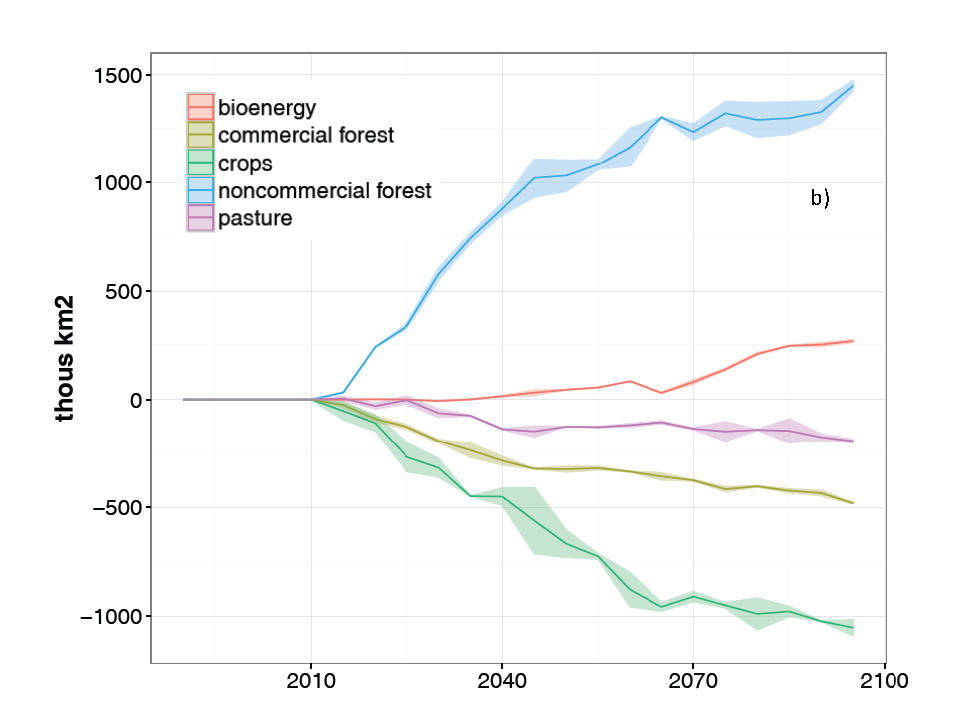 1500
bioenergy
commercial forest
crops
noncommercial forest
pasture
1000
b)
500
thous km2
0
−500
−1000
2010 2040 2070 2100